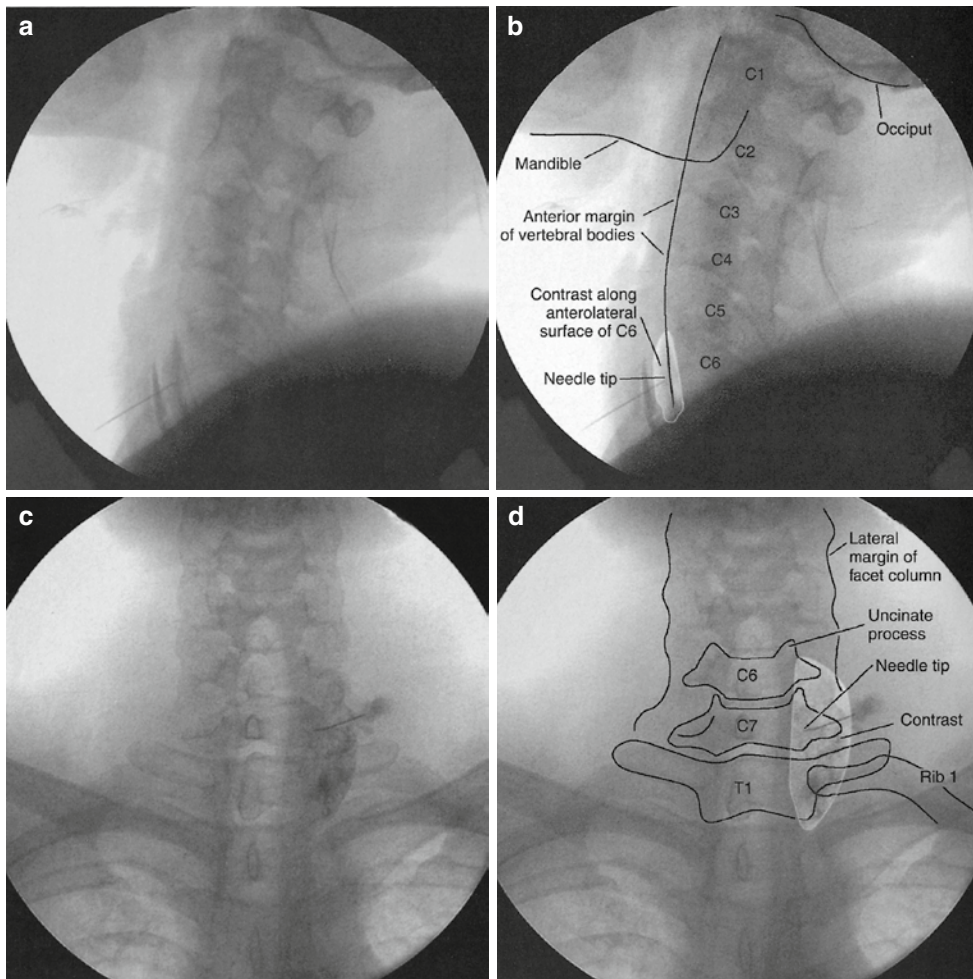 a
b
C1
Occiput
C2
Mandible
C3
Anterior margin
of vertebral bodies
C4
Contrast along
anterolateral
surface of C6
C5
C6
Needle tip
c
d
Lateral
margin of
facet column
Uncinate
process
C6
Needle tip
C7
Contrast
T1
Rib 1